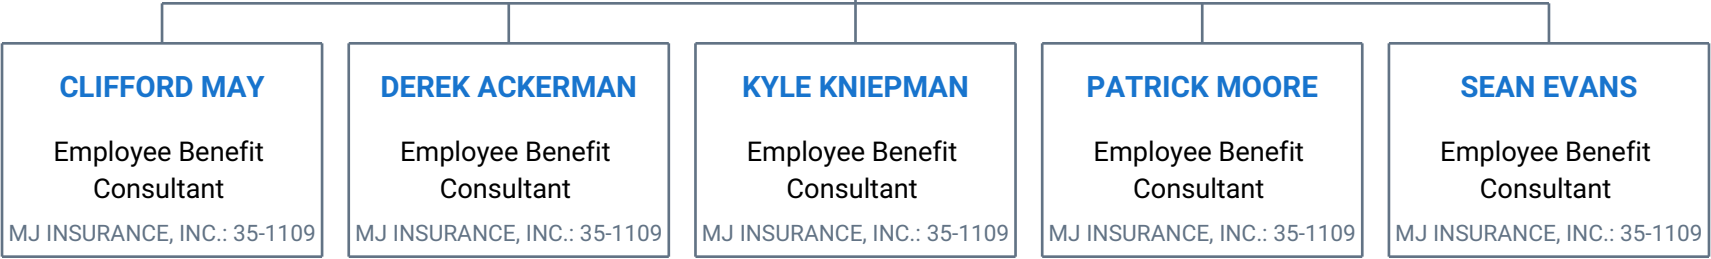 CLIFFORD MAY
Employee Benefit
Consultant
MJ INSURANCE, INC.: 35-1109
DEREK ACKERMAN
Employee Benefit
Consultant
MJ INSURANCE, INC.: 35-1109
KYLE KNIEPMAN
Employee Benefit
Consultant
MJ INSURANCE, INC.: 35-1109
PATRICK MOORE
Employee Benefit
Consultant
MJ INSURANCE, INC.: 35-1109
SEAN EVANS
Employee Benefit
Consultant
MJ INSURANCE, INC.: 35-1109